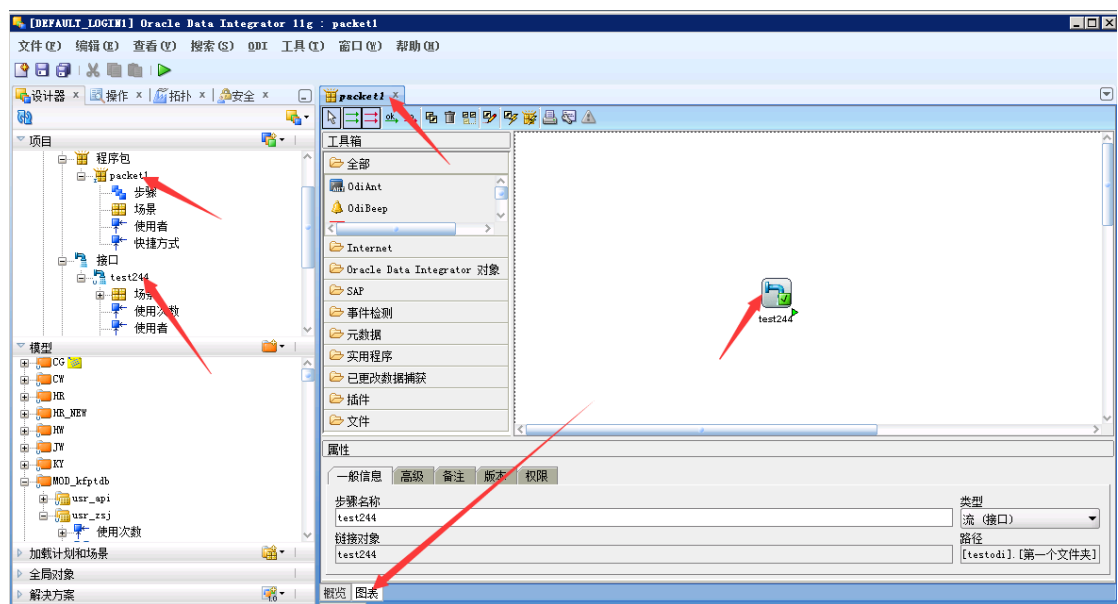 [DEFAULT_LOGIN1] Oracle Data Integrator 11g : packet1
文件(F) 编辑(E) 查看(V) 搜索(S) ODI 工具(T) 窗口(W) 帮助(H)
设计器 操作 拓扑 安全
packet1
项目
程序包
packet1
步骤
场景
使用者
快捷方式
接口
test244
场景
使用次数
使用者
模型
CG
CW
HR
HR_NEW
HW
JW
KY
MOD_kfptdb
usr_api
usr_zsj
使用次数
加载计划和场景
全局对象
解决方案
工具箱
全部
OdiAnt
OdiBeep
Internet
Oracle Data Integrator 对象
SAP
事件检测
元数据
实用程序
已更改数据捕获
插件
文件
test244
属性
一般信息 高级 备注 版本 权限
步骤名称
test244
类型
流 (接口)
链接对象
test244
路径
[testodi].[第一个文件夹]
概览 图表